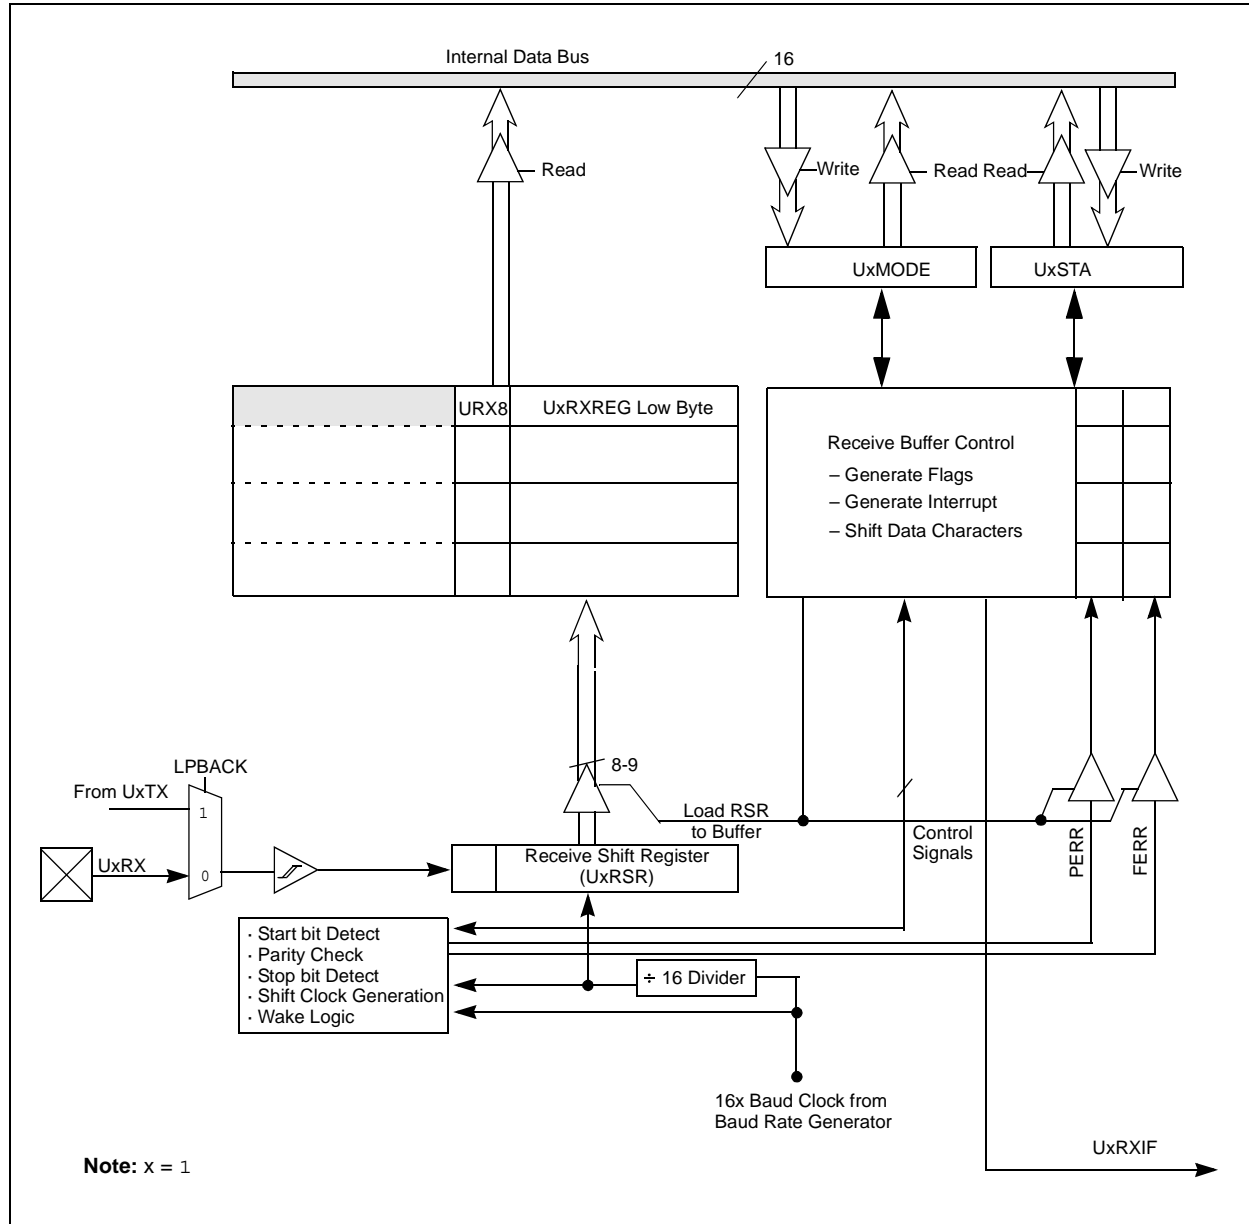 Internal Data Bus
16
Read
Write
Read Read
Write
UxMODE
UxSTA
URX8
UxRXREG Low Byte
Receive Buffer Control
– Generate Flags
– Generate Interrupt
– Shift Data Characters
LPBACK
From UxTX
1
8-9
Load RSR
to Buffer
Control
Signals
PERR
FERR
UxRX
0
Receive Shift Register
(UxRSR)
· Start bit Detect
· Parity Check
· Stop bit Detect
· Shift Clock Generation
· Wake Logic
÷ 16 Divider
16x Baud Clock from
Baud Rate Generator
UxRXIF
Note: x = 1